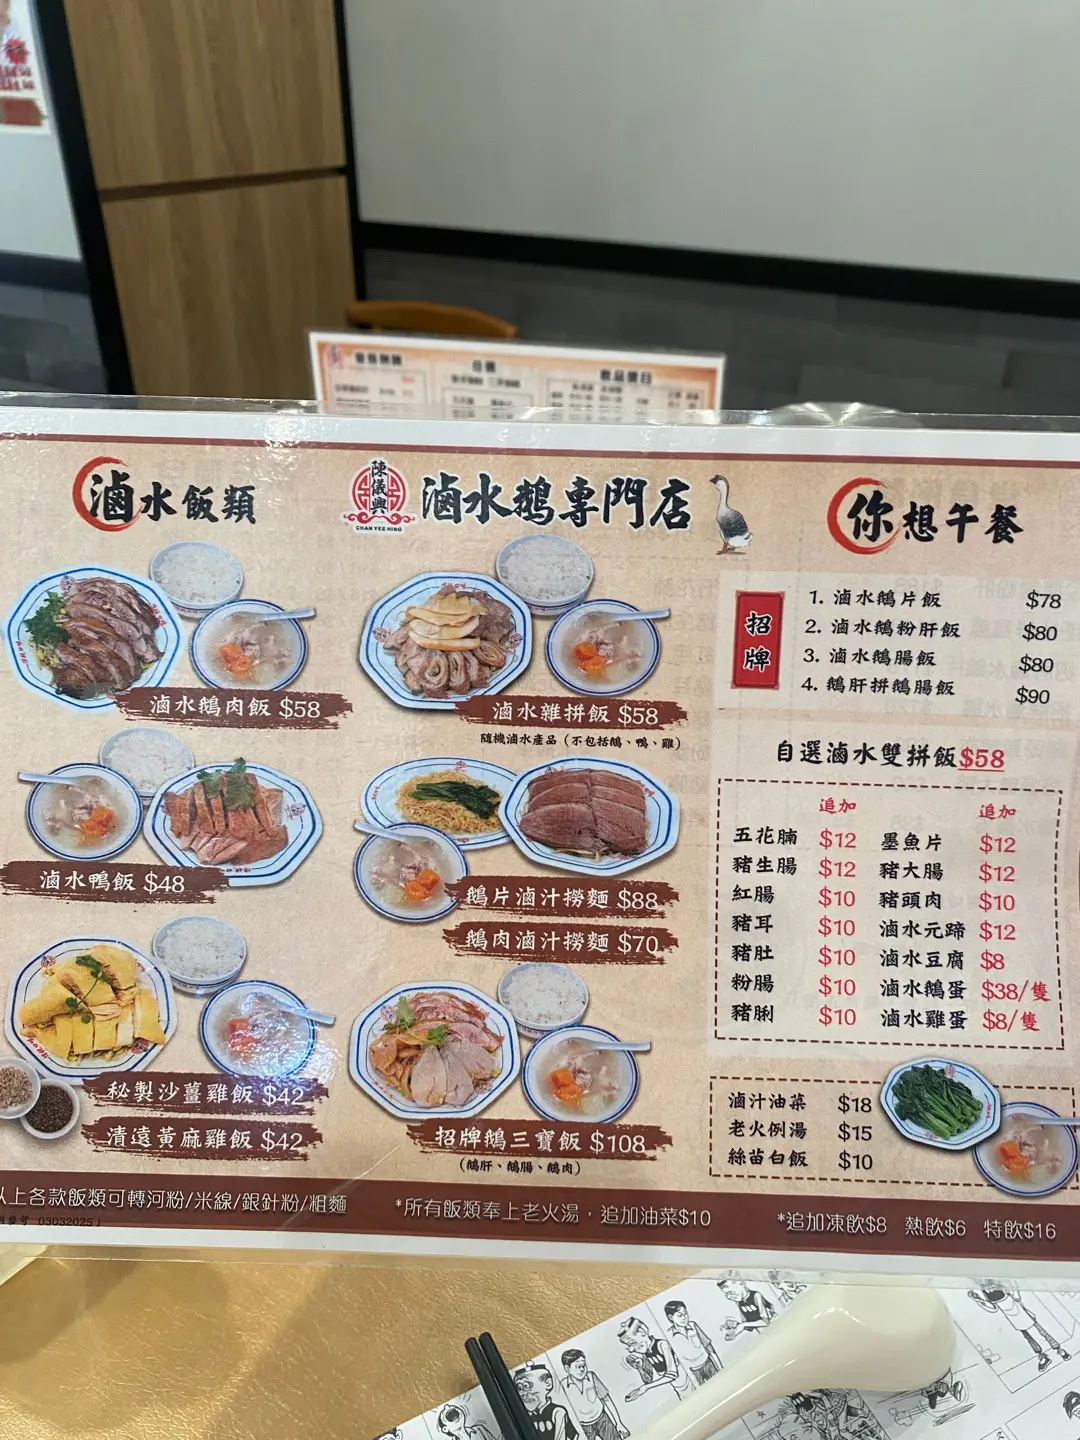 滷水飯類
陳儀興
CHAN YEE HING
滷水鵝專門店
你想午餐
滷水鵝肉飯 $58
滷水鴨飯 $48
秘製沙薑雞飯 $42
清遠黃麻雞飯 $42
滷水雜拼飯 $58
隨機滷水產品(不包括鵝、鴨、雞)
鵝片滷汁撈麵 $88
鵝肉滷汁撈麵 $70
招牌鵝三寶飯 $108
(鵝肝、鵝腸、鵝肉)
招牌
1. 滷水鵝片飯 $78
2. 滷水鵝粉肝飯 $80
3. 滷水鵝腸飯 $80
4. 鵝肝拼鵝腸飯 $90
自選滷水雙拼飯$58
追加 追加
五花腩 $12 墨魚片 $12
豬生腸 $12 豬大腸 $12
紅腸 $10 豬頭肉 $10
豬耳 $10 滷水元蹄 $12
豬肚 $10 滷水豆腐 $8
粉腸 $10 滷水鵝蛋 $38/隻
豬脷 $10 滷水雞蛋 $8/隻
滷汁油菜 $18
老火例湯 $15
絲苗白飯 $10
以上各款飯類可轉河粉/米線/銀針粉/粗麵
03032025
*所有飯類奉上老火湯，追加油菜$10
*追加凍飲$8 熱飲$6 特飲$16